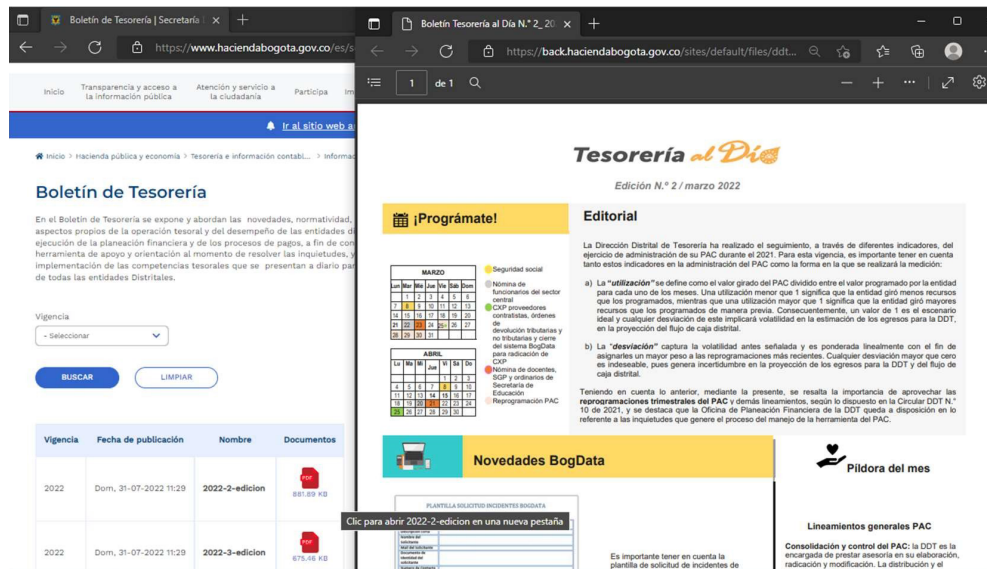 Boletín de Tesorería | Secretaría
https://www.haciendabogota.gov.co/es/s
Inicio
Transparencia y acceso a
la información pública
Atención y servicio a
la ciudadanía
Participa
Im
Ir al sitio web a
Inicio > Hacienda pública y economía > Tesorería e información contabl... > Informac
Boletín de Tesorería
En el Boletín de Tesorería se expone y abordan las novedades, normatividad,
aspectos propios de la operación tesoral y del desempeño de las entidades di
ejecución de la planeación financiera y de los procesos de pagos, a fin de con
herramienta de apoyo y orientación al momento de resolver las inquietudes, y
implementación de las competencias tesorales que se presentan a diario par
de todas las entidades Distritales.
Vigencia
- Seleccionar
BUSCAR
LIMPIAR
Vigencia Fecha de publicación Nombre Documentos
2022 Dom, 31-07-2022 11:29 2022-2-edicion PDF
881.89 KB
2022 Dom, 31-07-2022 11:29 2022-3-edicion PDF
675.46 KB
Clic para abrir 2022-2-edicion en una nueva pestaña
Boletín Tesorería al Día N.° 2_ 20
https://back.haciendabogota.gov.co/sites/default/files/ddt...
1 de 1
Tesorería al Día
Edición N.º 2 / marzo 2022
¡Prográmate!
MARZO
Lun Mar Mie Jue Vie Sáb Dom
1 2 3 4 5 6
7 8 9 10 11 12 13
14 15 16 17 18 19 20
21 22 23 24 25 26 27
28 29 30 31
ABRIL
Lu Ma Mi Jue Vi Sa Do
1 2 3
4 5 6 7 8 9 10
11 12 13 14 15 16 17
18 19 20 21 22 23 24
25 26 27 28 29 30
Seguridad social
Nómina de
funcionarios del sector
central
CXP proveedores
contratistas, órdenes
de
devolución tributarias y
no tributarias y cierre
del sistema BogData
para radicación de
CXP
Nómina de docentes,
SGP y ordinarios de
Secretaría de
Educación
Reprogramación PAC
Editorial
La Dirección Distrital de Tesorería ha realizado el seguimiento, a través de diferentes indicadores, del
ejercicio de administración de su PAC durante el 2021. Para esta vigencia, es importante tener en cuenta
tanto estos indicadores en la administración del PAC como la forma en la que se realizará la medición:
a) La "utilización" se define como el valor girado del PAC dividido entre el valor programado por la entidad
para cada uno de los meses. Una utilización menor que 1 significa que la entidad giró menos recursos
que los programados, mientras que una utilización mayor que 1 significa que la entidad giró mayores
recursos que los programados de manera previa. Consecuentemente, un valor de 1 es el escenario
ideal y cualquier desviación de este implicará volatilidad en la estimación de los egresos para la DDT,
en la proyección del flujo de caja distrital.
b) La "desviación" captura la volatilidad antes señalada y es ponderada linealmente con el fin de
asignarles un mayor peso a las reprogramaciones más recientes. Cualquier desviación mayor que cero
es indeseable, pues genera incertidumbre en la proyección de los egresos para la DDT y del flujo de
caja distrital.
Teniendo en cuenta lo anterior, mediante la presente, se resalta la importancia de aprovechar las
reprogramaciones trimestrales del PAC y demás lineamientos, según lo dispuesto en la Circular DDT N.°
10 de 2021, y se destaca que la Oficina de Planeación Financiera de la DDT queda a disposición en lo
referente a las inquietudes que genere el proceso del manejo de la herramienta del PAC.
Novedades BogData
PLANTILLA SOLICITUD INCIDENTES BOGDATA
Nombre del
solicitante
Mail del solicitante
Documento de
identidad del
solicitante
Es importante tener en cuenta la
plantilla de solicitud de incidentes de
Píldora del mes
Lineamientos generales PAC
Consolidación y control del PAC: la DDT es la
encargada de prestar asesoría en su elaboración,
radicación y modificación. La distribución y el